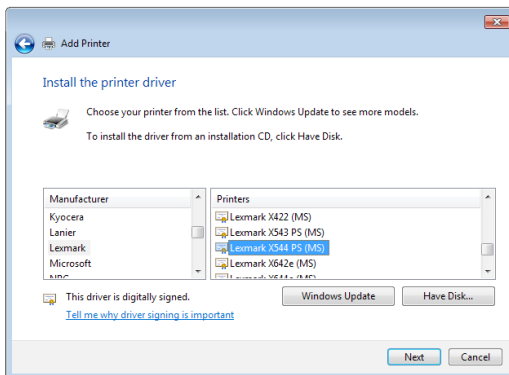 Add Printer
Install the printer driver
Choose your printer from the list. Click Windows Update to see more models.
To install the driver from an installation CD, click Have Disk.
Manufacturer
Kyocera
Lanier
Lexmark
Microsoft
Printers
Lexmark X422 (MS)
Lexmark X543 PS (MS)
Lexmark X544 PS (MS)
Lexmark X642e (MS)
This driver is digitally signed.
Tell me why driver signing is important
Windows Update
Have Disk...
Next
Cancel